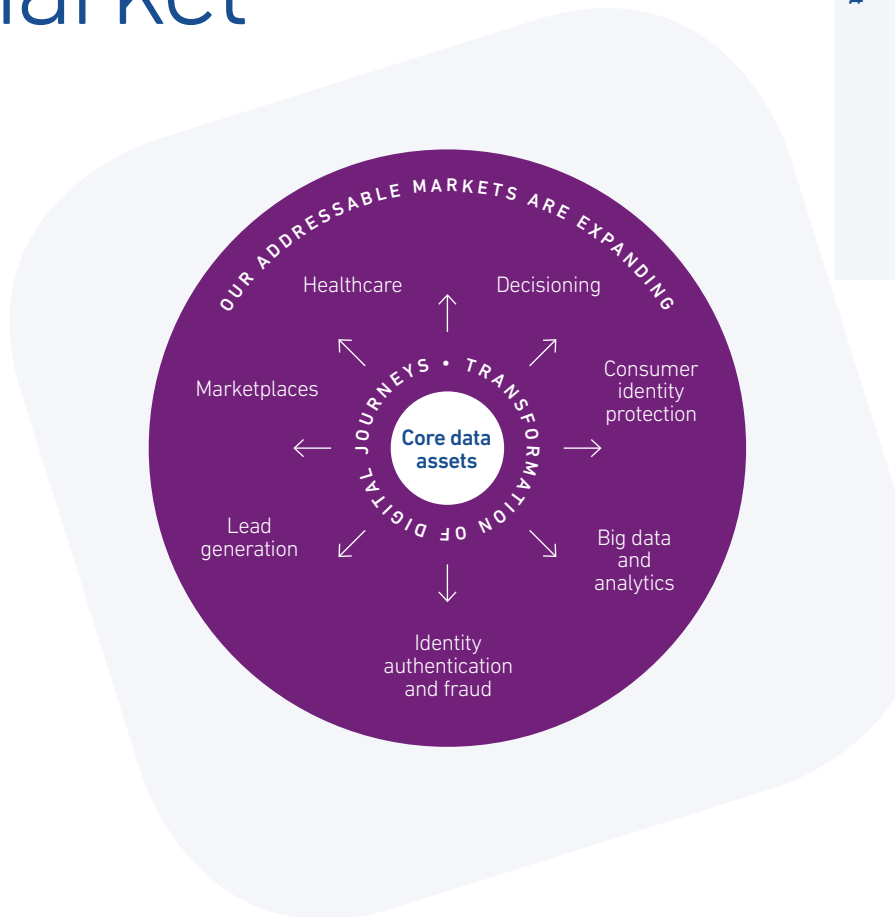 OUR ADDRESSABLE MARKETS ARE EXPANDING
Healthcare
Decisioning
Marketplaces
Consumer
identity
protection
TRANSFORMATION OF DIGITAL JOURNEYS •
Core data
assets
Lead
generation
Big data
and
analytics
Identity
authentication
and fraud